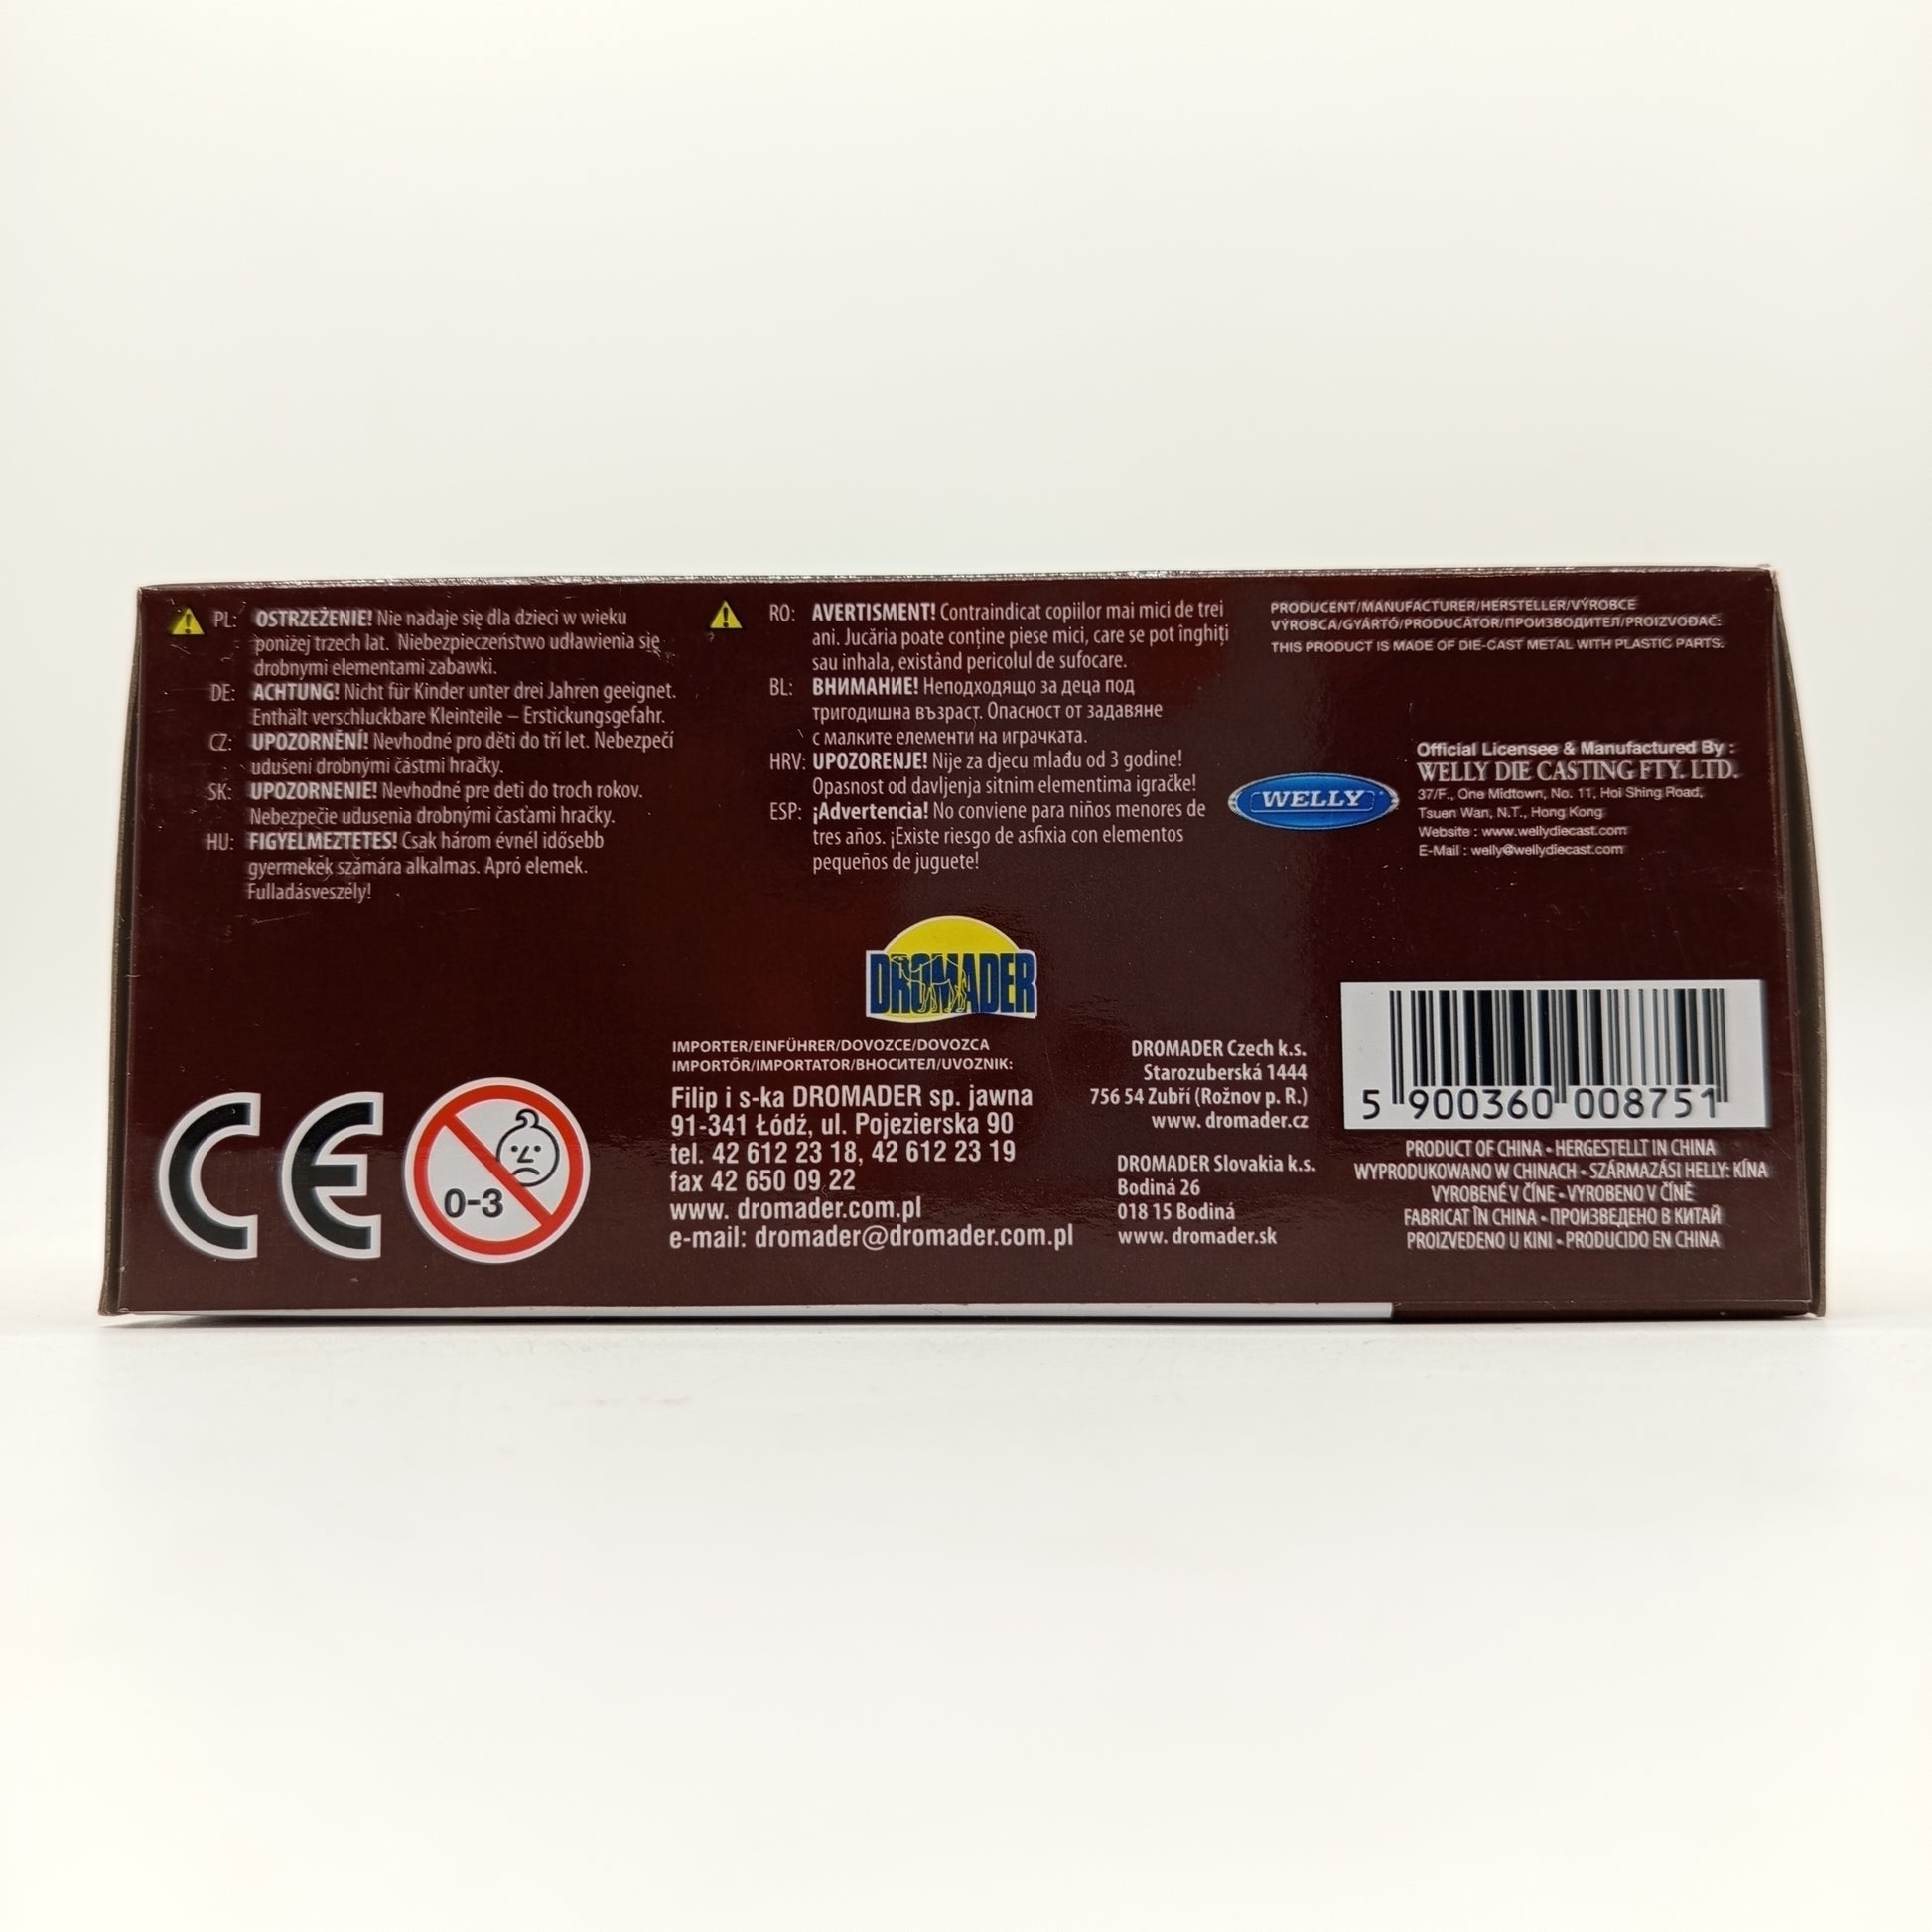 PL: OSTRZEŻENIE! Nie nadaje się dla dzieci w wieku
poniżej trzech lat. Niebezpieczeństwo udławienia się
drobnymi elementami zabawki.
DE: ACHTUNG! Nicht für Kinder unter drei Jahren geeignet.
Enthält verschluckbare Kleinteile – Erstickungsgefahr.
CZ: UPOZORNĚNÍ! Nevhodné pro děti do tří let. Nebezpečí
udušení drobnými částmi hračky.
SK: UPOZORNENIE! Nevhodné pre deti do troch rokov.
Nebezpečie udusenia drobnými časťami hračky.
HU: FIGYELMEZTETES! Csak három évnél idősebb
gyermekek számára alkalmas. Apró elemek.
Fulladásveszély!
RO: AVERTISMENT! Contraindicat copiilor mai mici de trei
ani. Jucăria poate conține piese mici, care se pot înghiți
sau inhala, existând pericolul de sufocare.
BL: ВНИМАНИЕ! Неподходящо за деца под
тригодишна възраст. Опасност от задавяне
с малките елементи на играчката.
HRV: UPOZORENJE! Nije za djecu mlađu od 3 godine!
Opasnost od davljenja sitnim elementima igračke!
ESP: ¡Advertencia! No conviene para niños menores de
tres años. ¡Existe riesgo de asfixia con elementos
pequeños de juguete!
PRODUCENT/MANUFACTURER/HERSTELLER/VÝROBCE
VÝROBCA/GYÁRTÓ/PRODUCĂTOR/ПРОИЗВОДИТЕЛ/PROIZVOĐAČ:
THIS PRODUCT IS MADE OF DIE-CAST METAL WITH PLASTIC PARTS.
WELLY
Official Licensee & Manufactured By :
WELLY DIE CASTING FTY. LTD.
37/F., One Midtown, No. 11, Hoi Shing Road,
Tsuen Wan, N.T., Hong Kong
Website : www.wellydiecast.com
E-Mail : welly@wellydiecast.com
DROMADER
CE
0-3
IMPORTER/EINFÜHRER/DOVOZCE/DOVOZCA
IMPORTŐR/IMPORTATOR/ВНОСИТЕЛ/UVOZNIK:
Filip i s-ka DROMADER sp. jawna
91-341 Łódź, ul. Pojezierska 90
tel. 42 612 23 18, 42 612 23 19
fax 42 650 09 22
www. dromader.com.pl
e-mail: dromader@dromader.com.pl
DROMADER Czech k.s.
Starozuberská 1444
756 54 Zubří (Rožnov p. R.)
www. dromader.cz
DROMADER Slovakia k.s.
Bodiná 26
018 15 Bodiná
www. dromader.sk
5 900360 008751
PRODUCT OF CHINA • HERGESTELLT IN CHINA
WYPRODUKOWANO W CHINACH • SZÁRMAZÁSI HELLY: KÍNA
VYROBENÉ V ČÍNE • VYROBENO V ČÍNĚ
FABRICAT ÎN CHINA • ПРОИЗВЕДЕНО В КИТАЙ
PROIZVEDENO U KINI • PRODUCIDO EN CHINA